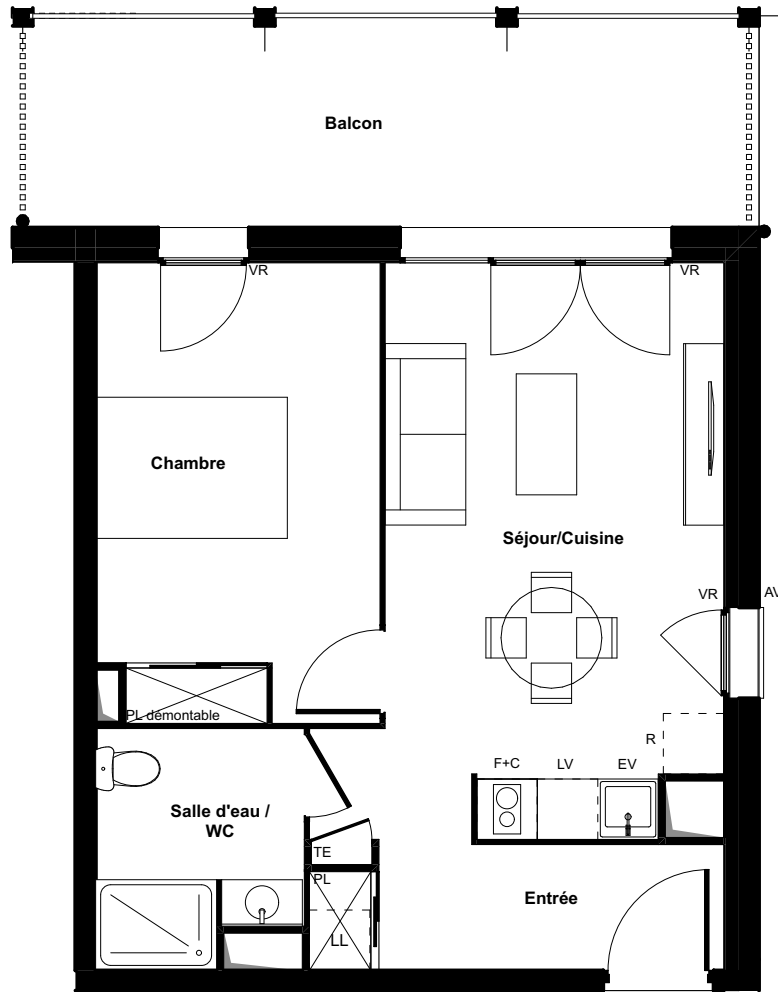 Balcon
VR
VR
Chambre
Séjour/Cuisine
VR
AV
PL démontable
R
F+C
LV
EV
Salle d'eau /
WC
TE
PL
Entrée
LL